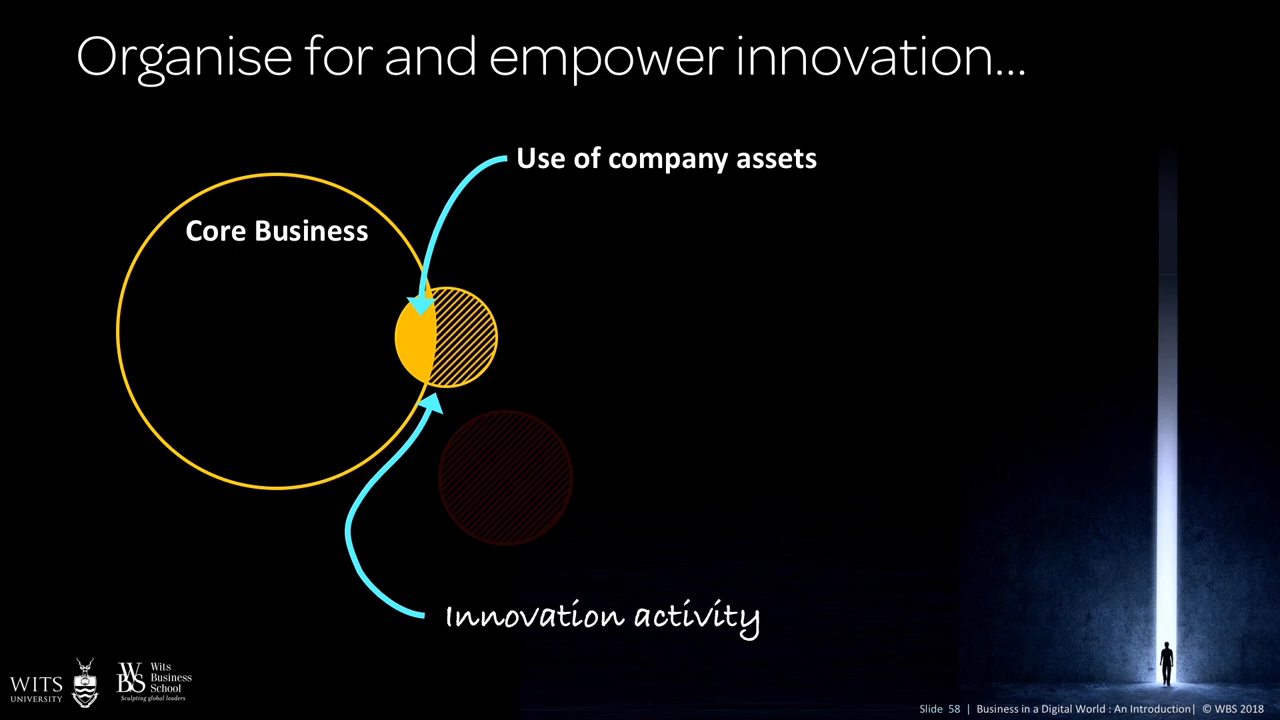 Organise for and empower innovation...
Use of company assets
Core Business
Innovation activity
WITS
UNIVERSITY
WBS
Wits
Business
School
Sculpting global leaders
Slide 58 | Business in a Digital World : An Introduction| © WBS 2018